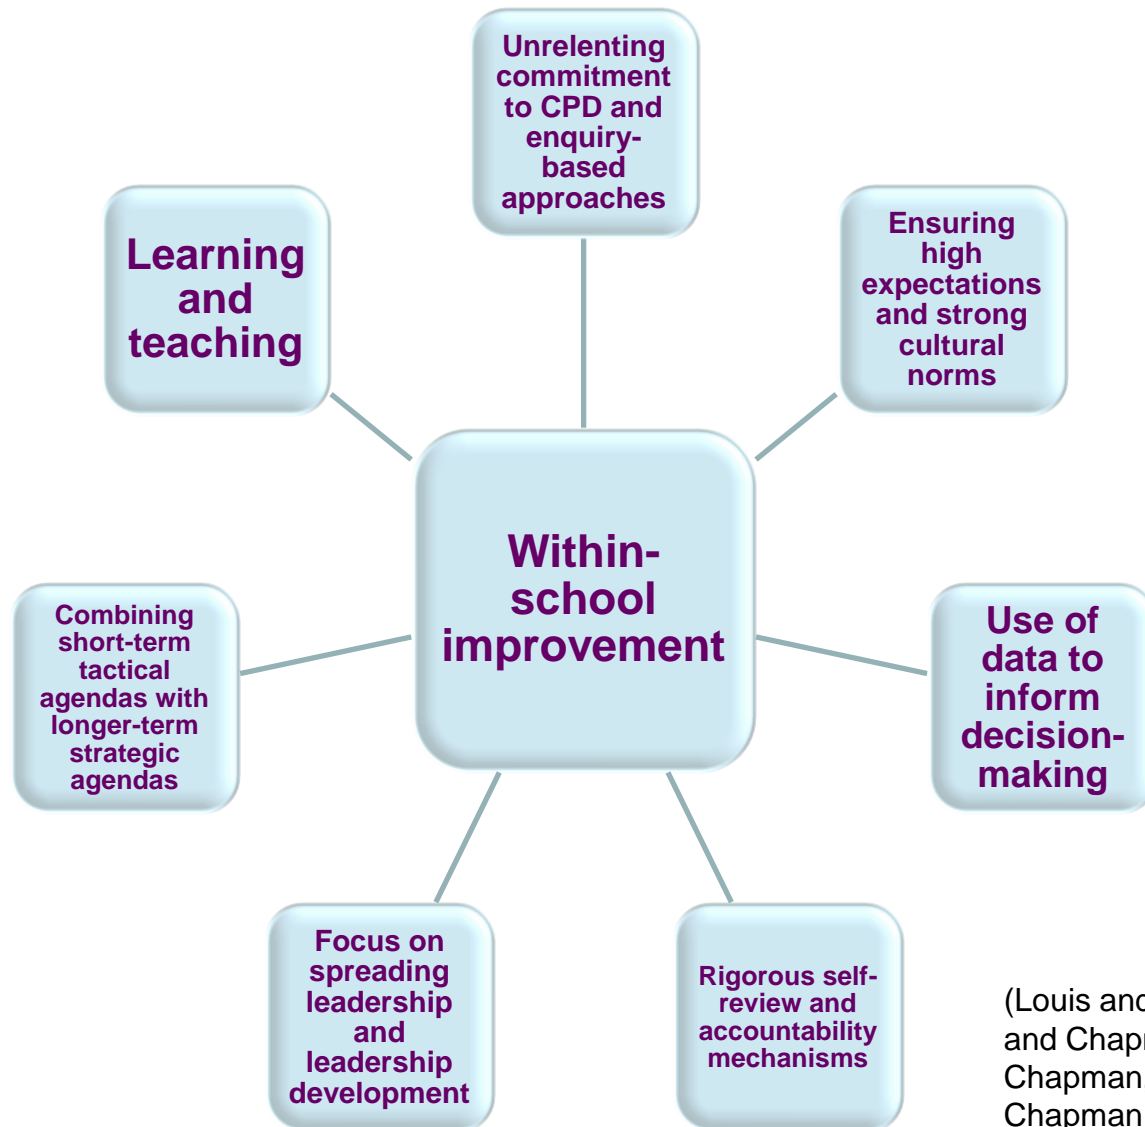 Unrelenting
commitment
to CPD and
enquiry-
based
approaches
Ensuring
high
expectations
and strong
cultural
norms
Learning
and
teaching
Within-
school
improvement
Use of
data to
inform
decision-
making
Combining
short-term
tactical
agendas with
longer-term
strategic
agendas
Focus on
spreading
leadership
and
leadership
development
Rigorous self-
review and
accountability
mechanisms
(Louis and
and
Chapman
Chapman